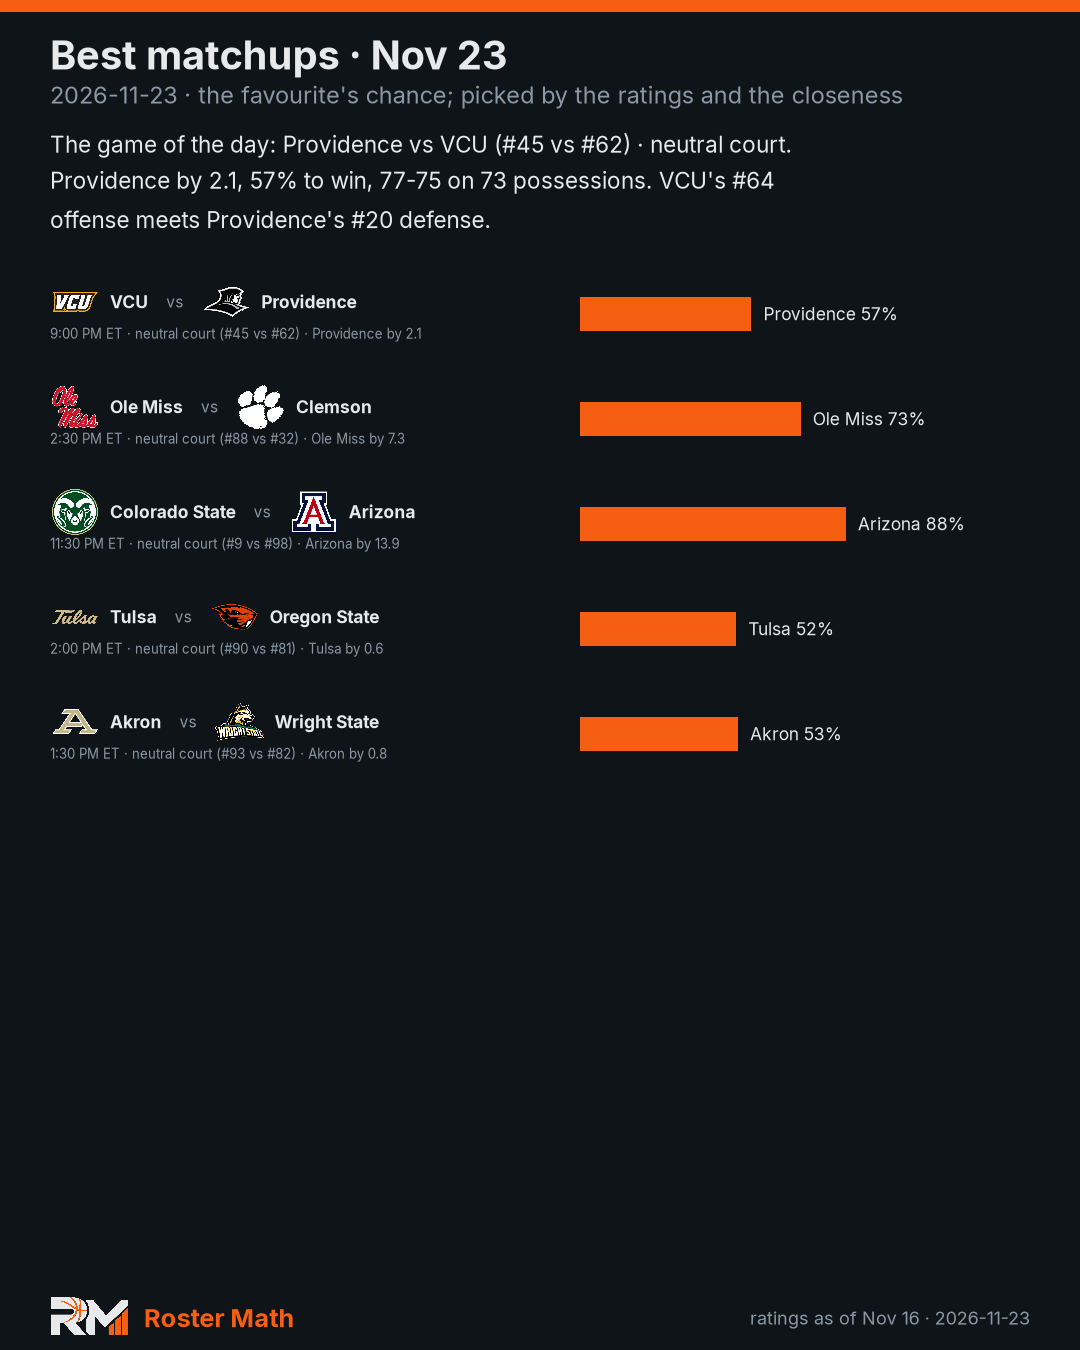 Best matchups · Nov 23
2026-11-23 · the favourite's chance; picked by the ratings and the closeness
The game of the day: Providence vs VCU (#45 vs #62) · neutral court.
Providence by 2.1, 57% to win, 77-75 on 73 possessions. VCU's #64
offense meets Providence's #20 defense.
VCU VCU vs Providence
Providence 57%
9:00 PM ET · neutral court (#45 vs #62) · Providence by 2.1
Ole Miss Ole Miss vs Clemson
Ole Miss 73%
2:30 PM ET · neutral court (#88 vs #32) · Ole Miss by 7.3
Colorado State vs A Arizona
Arizona 88%
11:30 PM ET · neutral court (#9 vs #98) · Arizona by 13.9
Tulsa Tulsa vs Oregon State
Tulsa 52%
2:00 PM ET · neutral court (#90 vs #81) · Tulsa by 0.6
A Akron vs WRIGHT STATE Wright State
Akron 53%
1:30 PM ET · neutral court (#93 vs #82) · Akron by 0.8
RM Roster Math
ratings as of Nov 16 · 2026-11-23